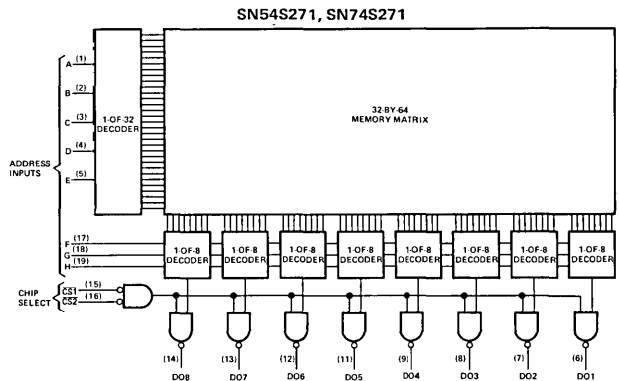 SN54S271, SN74S271
A (1)
B (2)
C (3)
D (4)
E (5)
1-OF-32
DECODER
32-BY-64
MEMORY MATRIX
ADDRESS
INPUTS
F (17)
G (18)
H (19)
1-OF-8
DECODER
1-OF-8
DECODER
1-OF-8
DECODER
1-OF-8
DECODER
1-OF-8
DECODER
1-OF-8
DECODER
1-OF-8
DECODER
1-OF-8
DECODER
CHIP
SELECT
CS1 (15)
CS2 (16)
(14) (13) (12) (11) (9) (8) (7) (6)
DO8 DO7 DO6 DO5 DO4 DO3 DO2 DO1